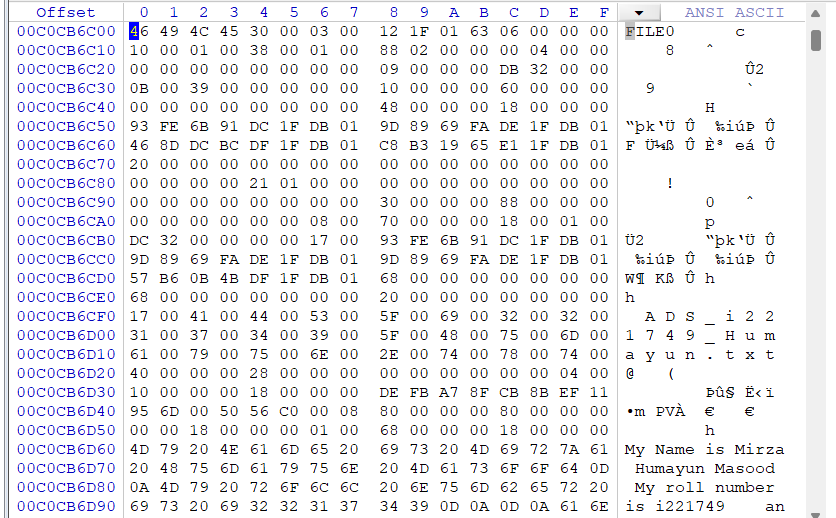 Offset 0 1 2 3 4 5 6 7 8 9 A B C D E F ANSI ASCII
00C0CB6C00 46 49 4C 45 30 00 03 00 12 1F 01 63 06 00 00 00 FILE0 c
00C0CB6C10 01 00 01 00 38 00 01 00 88 02 00 00 00 04 00 00 8 ˆ
00C0CB6C20 00 00 00 00 00 00 00 00 09 00 00 00 DB 32 00 00 Û2
00C0CB6C30 0B 00 39 00 00 00 00 00 10 00 00 00 60 00 00 00 9 `
00C0CB6C40 00 00 00 00 00 00 00 00 48 00 00 00 18 00 00 00 H
00C0CB6C50 93 FE 6B 91 DC 1F DB 01 9D 89 69 FA DE 1F DB 01 “þk‘Ü Û ‰iúÞ Û
00C0CB6C60 46 8D DC BC DF 1F DB 01 C8 B3 19 65 E1 1F DB 01 F Ü¼ß Û È³ eá Û
00C0CB6C70 20 00 00 00 00 00 00 00 00 00 00 00 00 00 00 00
00C0CB6C80 00 00 00 00 21 01 00 00 00 00 00 00 00 00 00 00 !
00C0CB6C90 00 00 00 00 00 00 00 00 30 00 00 00 88 00 00 00 0 ˆ
00C0CB6CA0 00 00 00 00 00 00 08 00 70 00 00 00 18 00 01 00 p
00C0CB6CB0 DC 32 00 00 00 00 17 00 93 FE 6B 91 DC 1F DB 01 Ü2 “þk‘Ü Û
00C0CB6CC0 9D 89 69 FA DE 1F DB 01 9D 89 69 FA DE 1F DB 01 ‰iúÞ Û ‰iúÞ Û
00C0CB6CD0 57 B6 0B 4B DF 1F DB 01 68 00 00 00 00 00 00 00 W¶ Kß Û h
00C0CB6CE0 68 00 00 00 00 00 00 00 20 00 00 00 00 00 00 00 h
00C0CB6CF0 17 00 41 00 44 00 53 00 5F 00 69 00 32 00 32 00 A D S _ i 2 2
00C0CB6D00 31 00 37 00 34 00 39 00 5F 00 48 00 75 00 6D 00 1 7 4 9 _ H u m
00C0CB6D10 61 00 79 00 75 00 6E 00 2E 00 74 00 78 00 74 00 a y u n . t x t
00C0CB6D20 40 00 00 00 28 00 00 00 00 00 00 00 00 00 04 00 @ (
00C0CB6D30 10 00 00 00 18 00 00 00 DE FB A7 8F CB 8B EF 11 Þû§ Ë‹ï
00C0CB6D40 95 6D 00 50 56 C0 00 08 80 00 00 00 80 00 00 00 •m PVÀ € €
00C0CB6D50 00 00 18 00 00 00 01 00 68 00 00 00 18 00 00 00 h
00C0CB6D60 4D 79 20 4E 61 6D 65 20 69 73 20 4D 69 72 7A 61 My Name is Mirza
00C0CB6D70 20 48 75 6D 61 79 75 6E 20 4D 61 73 6F 6F 64 0D Humayun Masood
00C0CB6D80 0A 4D 79 20 72 6F 6C 6C 20 6E 75 6D 62 65 72 20 My roll number
00C0CB6D90 69 73 20 69 32 32 31 37 34 39 0D 0A 0D 0A 61 6E is i221749 an